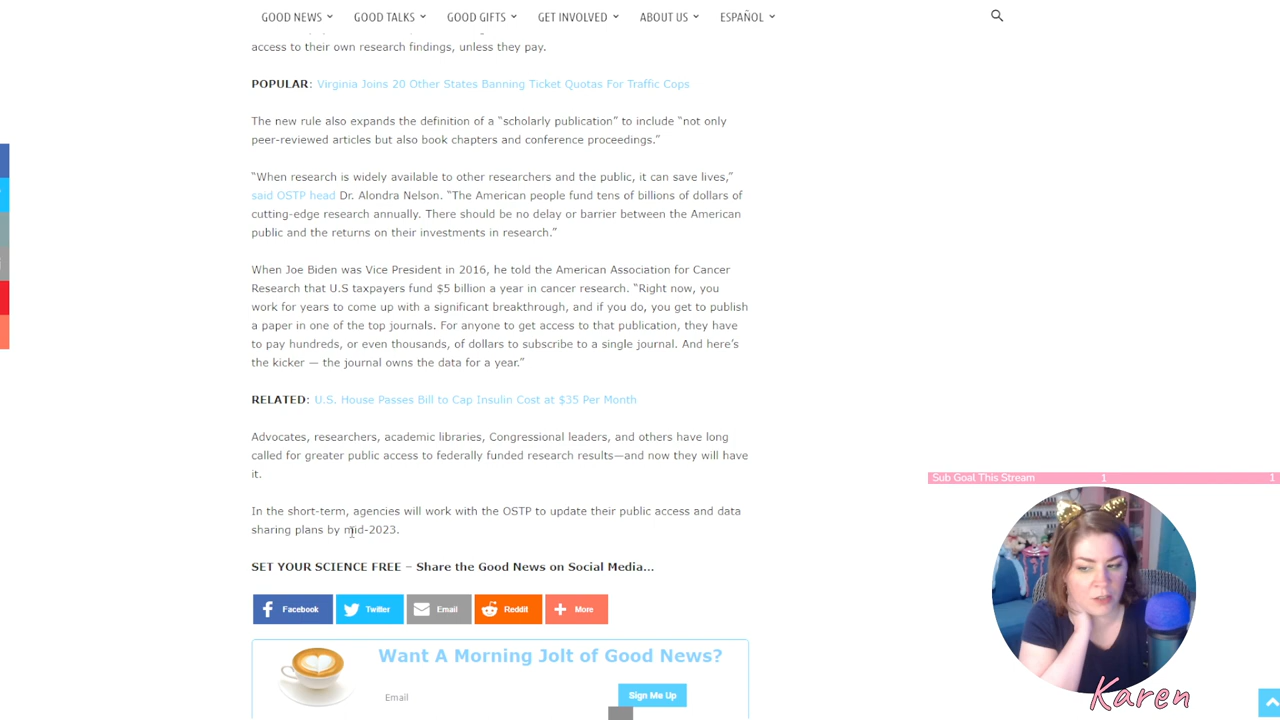 GOOD NEWS GOOD TALKS GOOD GIFTS GET INVOLVED ABOUT US ESPAÑOL
access to their own research findings, unless they pay.
POPULAR: Virginia Joins 20 Other States Banning Ticket Quotas For Traffic Cops
The new rule also expands the definition of a “scholarly publication” to include “not only
peer-reviewed articles but also book chapters and conference proceedings.”
“When research is widely available to other researchers and the public, it can save lives,”
said OSTP head Dr. Alondra Nelson. “The American people fund tens of billions of dollars of
cutting-edge research annually. There should be no delay or barrier between the American
public and the returns on their investments in research.”
When Joe Biden was Vice President in 2016, he told the American Association for Cancer
Research that U.S taxpayers fund $5 billion a year in cancer research. “Right now, you
work for years to come up with a significant breakthrough, and if you do, you get to publish
a paper in one of the top journals. For anyone to get access to that publication, they have
to pay hundreds, or even thousands, of dollars to subscribe to a single journal. And here’s
the kicker — the journal owns the data for a year.”
RELATED: U.S. House Passes Bill to Cap Insulin Cost at $35 Per Month
Advocates, researchers, academic libraries, Congressional leaders, and others have long
called for greater public access to federally funded research results—and now they will have
it.
Sub Goal This Stream 1 1
In the short-term, agencies will work with the OSTP to update their public access and data
sharing plans by mid-2023.
SET YOUR SCIENCE FREE – Share the Good News on Social Media…
Facebook Twitter Email Reddit More
Want A Morning Jolt of Good News?
Email Sign Me Up
Karen